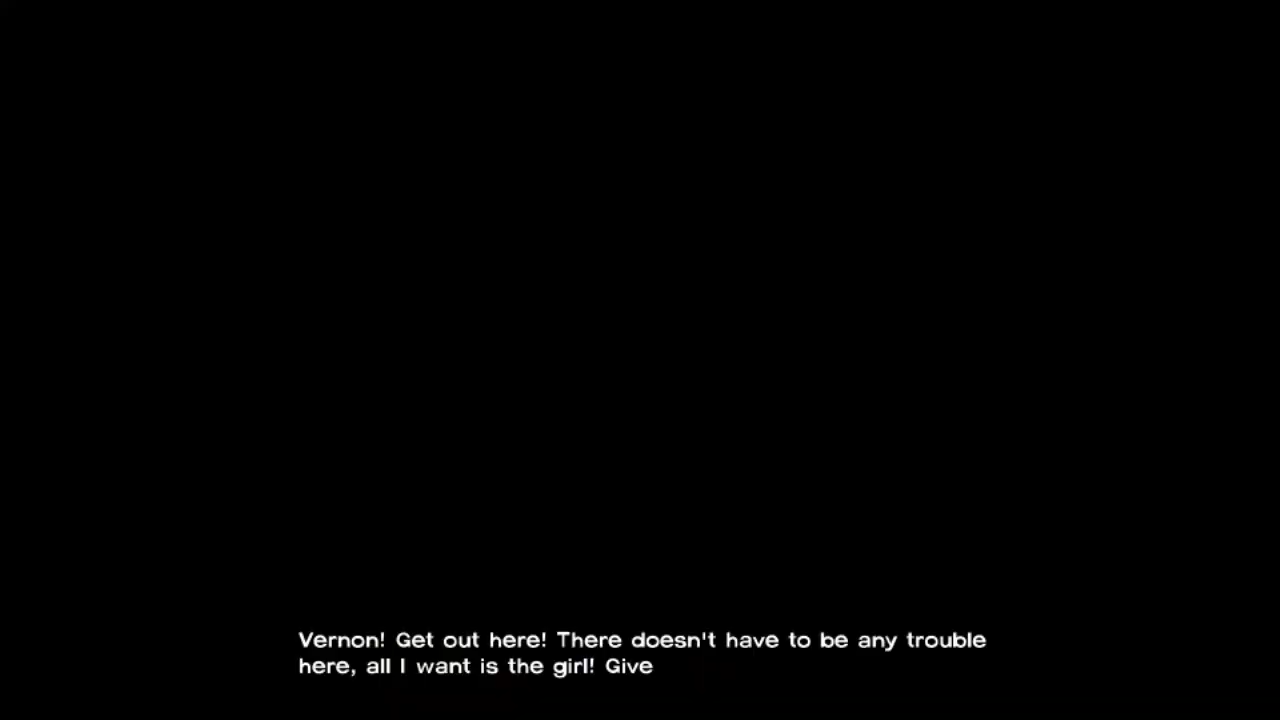 Vernon! Get out here! There doesn't have to be any trouble
here, all I want is the girl! Give